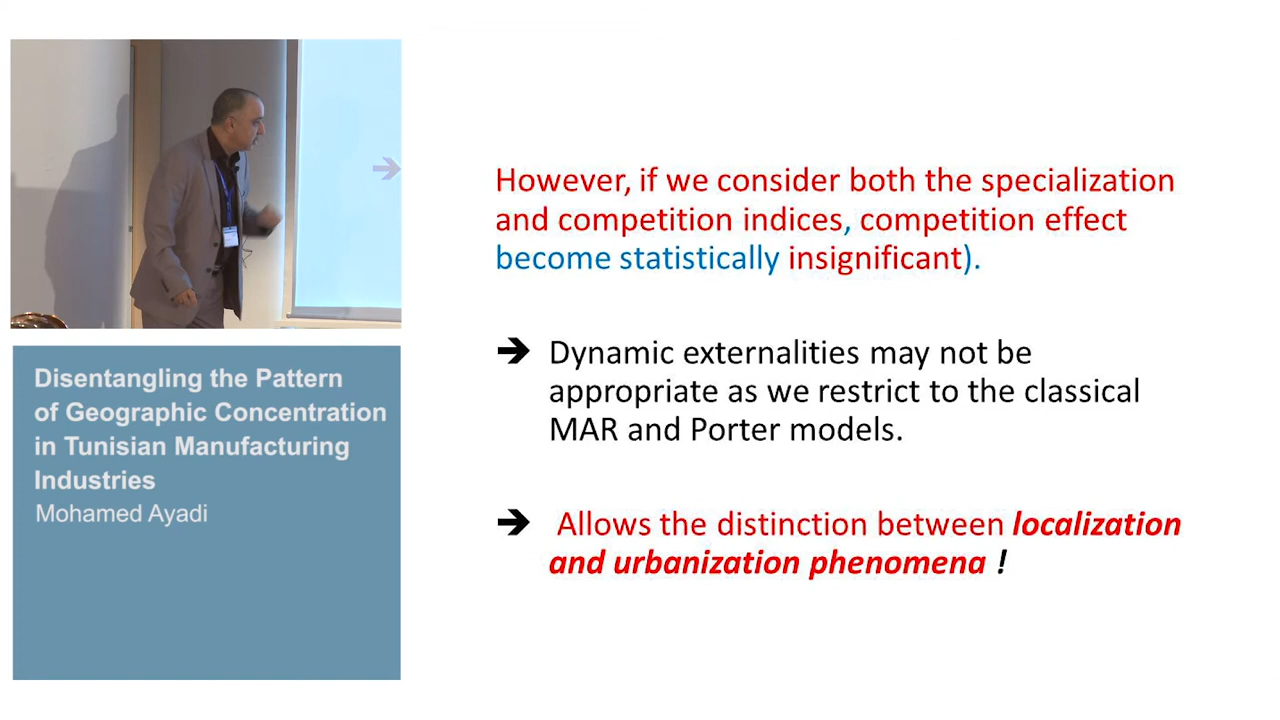 However, if we consider both the specialization
and competition indices, competition effect
become statistically insignificant).
➔ Dynamic externalities may not be
appropriate as we restrict to the classical
MAR and Porter models.
➔ Allows the distinction between localization
and urbanization phenomena !
Disentangling the Pattern
of Geographic Concentration
in Tunisian Manufacturing
Industries
Mohamed Ayadi